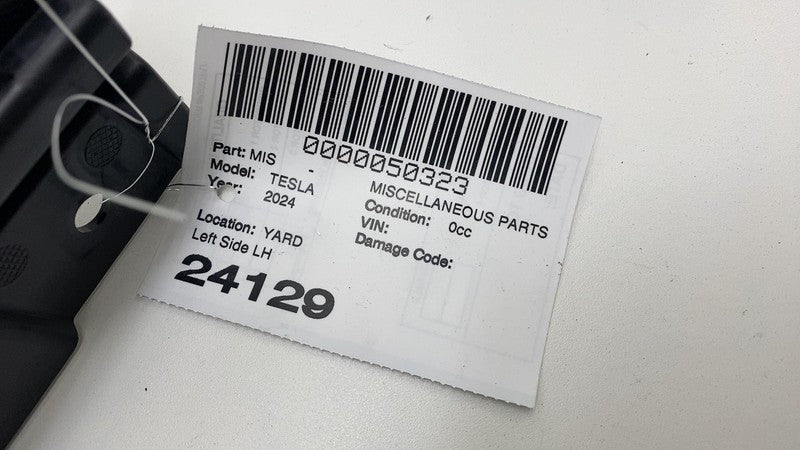 0000050323
Part: MIS - MISCELLANEOUS PARTS
Model: TESLA Condition: 0cc
Year: 2024 VIN:
Damage Code:
Location: YARD
Left Side LH
24129